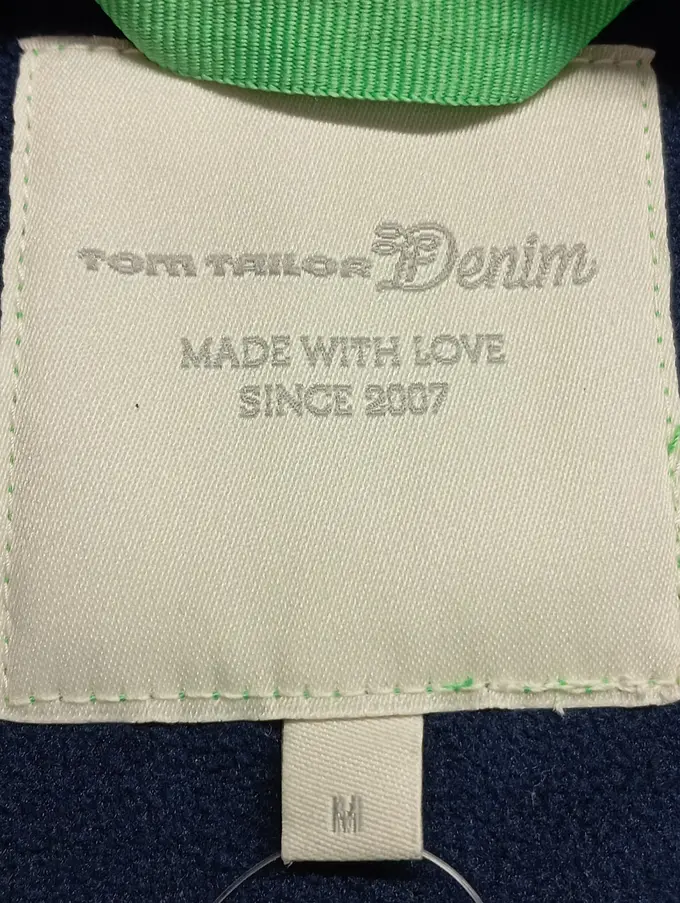 TOM TAILOR Denim
MADE WITH LOVE
SINCE 2007
M